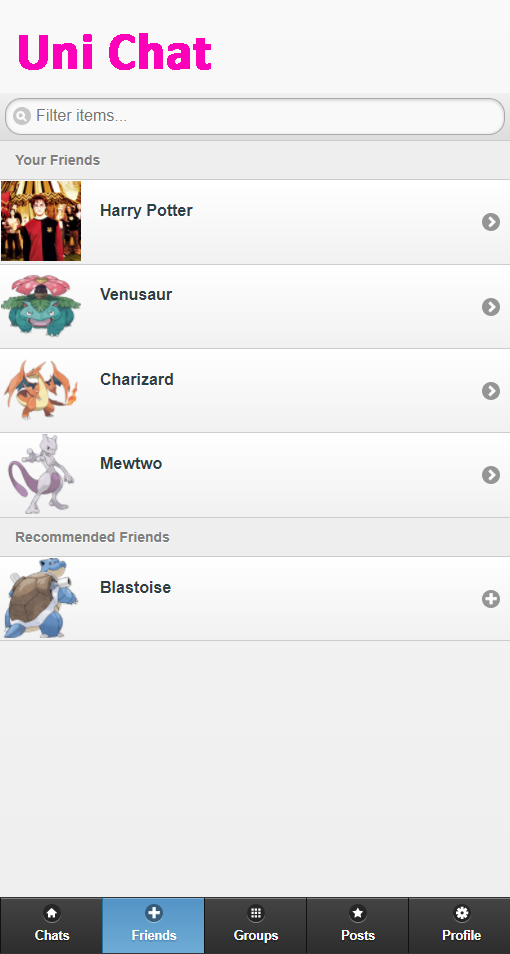 Uni Chat
Filter items...
Your Friends
Harry Potter
Venusaur
Charizard
Mewtwo
Recommended Friends
Blastoise
Chats Friends Groups Posts Profile